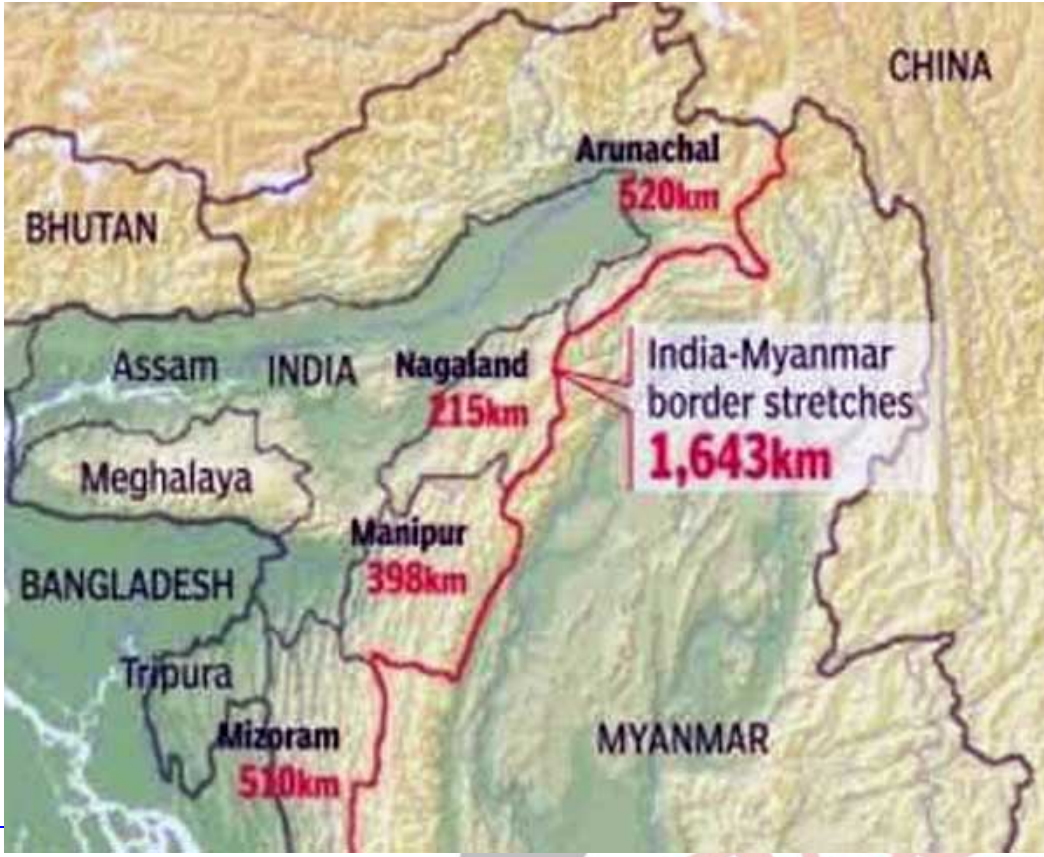 CHINA
Arunachal
520km
BHUTAN
India-Myanmar
border stretches
1,643km
Assam
INDIA
Nagaland
215km
Meghalaya
Manipur
398km
BANGLADESH
Tripura
Mizoram
510km
MYANMAR